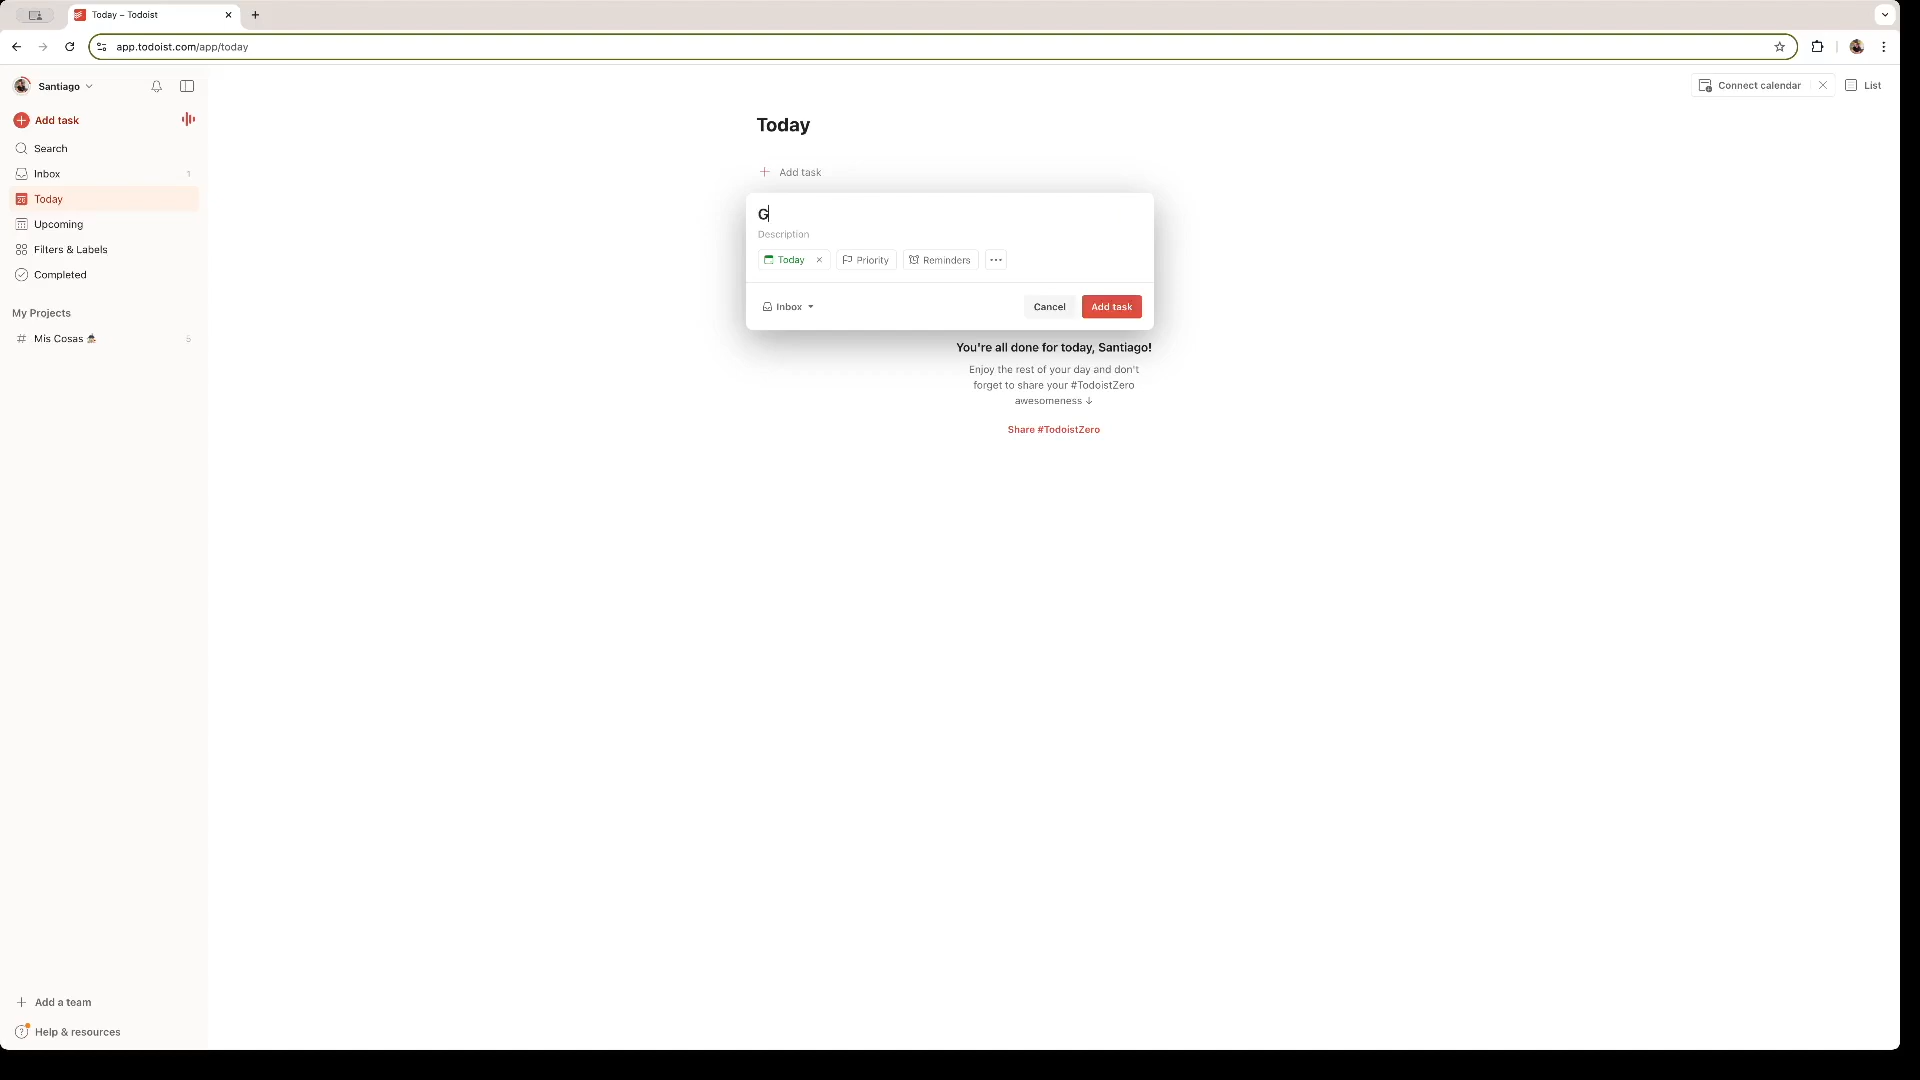 Today – Todoist
app.todoist.com/app/today
Santiago
Connect calendar
List
Add task
Search
Inbox 1
26 Today
Upcoming
Filters & Labels
Completed
My Projects
# Mis Cosas 5
Add a team
Help & resources
Today
Add task
G
Description
Today Priority Reminders
Inbox Cancel Add task
You're all done for today, Santiago!
Enjoy the rest of your day and don't
forget to share your #TodoistZero
awesomeness ↓
Share #TodoistZero